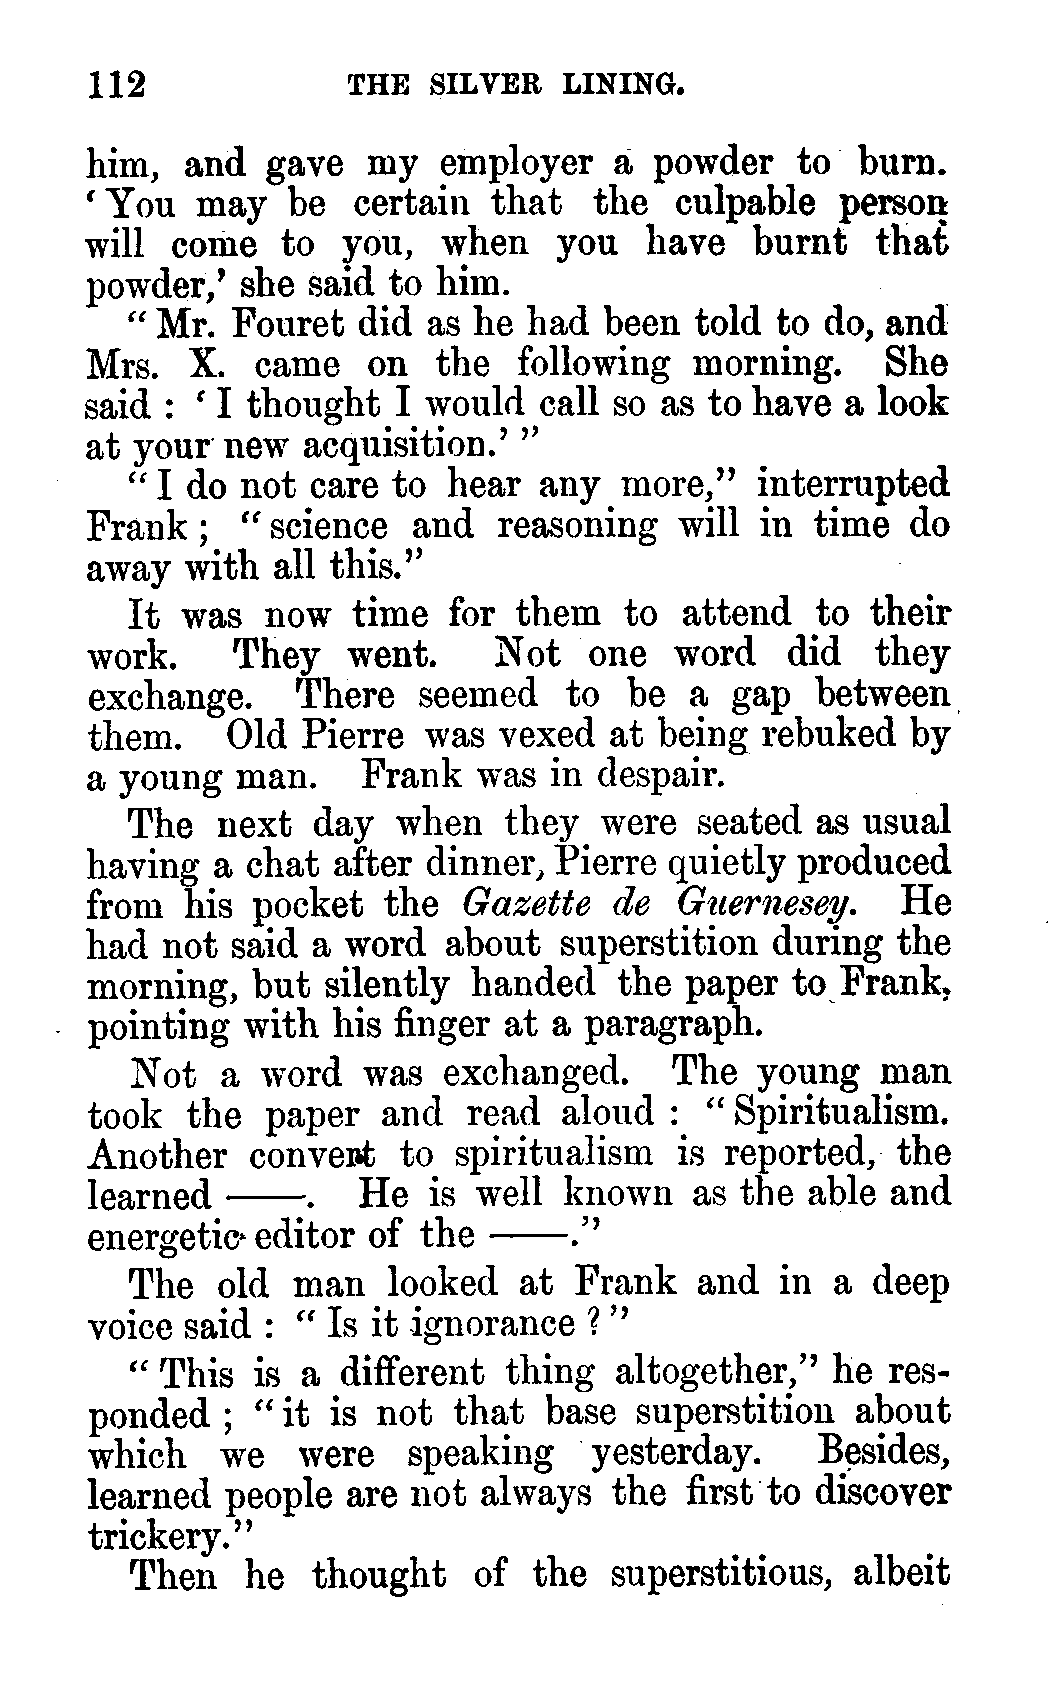 112 THE SILVER LINING.
him, and gave my employer a powder to burn.
‘You may be certain that the culpable person
will come to you, when you have burnt that
powder,’ she said to him.
“Mr. Fouret did as he had been told to do, and
Mrs. X. came on the following morning. She
said : ‘I thought I would call so as to have a look
at your new acquisition.’ ”
“I do not care to hear any more,” interrupted
Frank ; “science and reasoning will in time do
away with all this.”
It was now time for them to attend to their
work. They went. Not one word did they
exchange. There seemed to be a gap between
them. Old Pierre was vexed at being rebuked by
a young man. Frank was in despair.
The next day when they were seated as usual
having a chat after dinner, Pierre quietly produced
from his pocket the Gazette de Guernesey. He
had not said a word about superstition during the
morning, but silently handed the paper to Frank,
pointing with his finger at a paragraph.
Not a word was exchanged. The young man
took the paper and read aloud : “Spiritualism.
Another convert to spiritualism is reported, the
learned ——. He is well known as the able and
energetic editor of the ——.”
The old man looked at Frank and in a deep
voice said : “Is it ignorance ?”
“This is a different thing altogether,” he res-
ponded ; “it is not that base superstition about
which we were speaking yesterday. Besides,
learned people are not always the first to discover
trickery.”
Then he thought of the superstitious, albeit